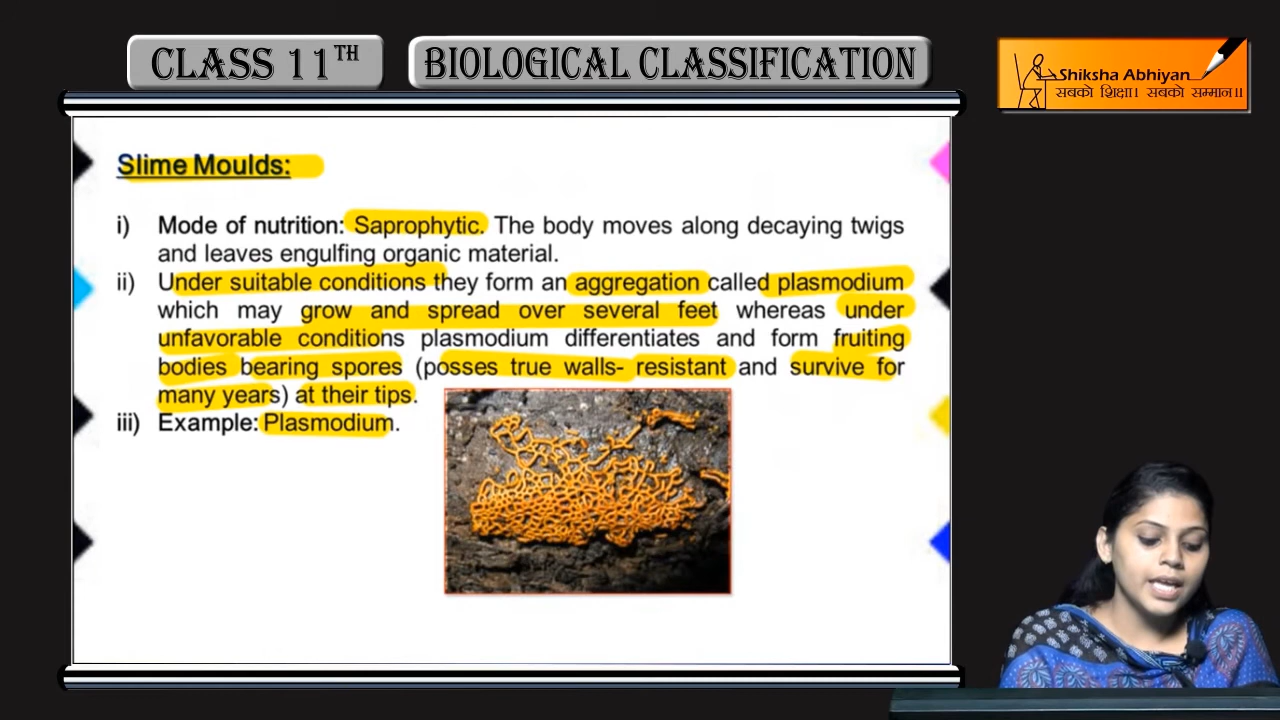 CLASS 11TH
BIOLOGICAL CLASSIFICATION
Shiksha Abhiyan
सबको शिक्षा। सबको सम्मान॥
Slime Moulds:
i) Mode of nutrition: Saprophytic. The body moves along decaying twigs
and leaves engulfing organic material.
ii) Under suitable conditions they form an aggregation called plasmodium
which may grow and spread over several feet whereas under
unfavorable conditions plasmodium differentiates and form fruiting
bodies bearing spores (posses true walls- resistant and survive for
many years) at their tips.
iii) Example: Plasmodium.